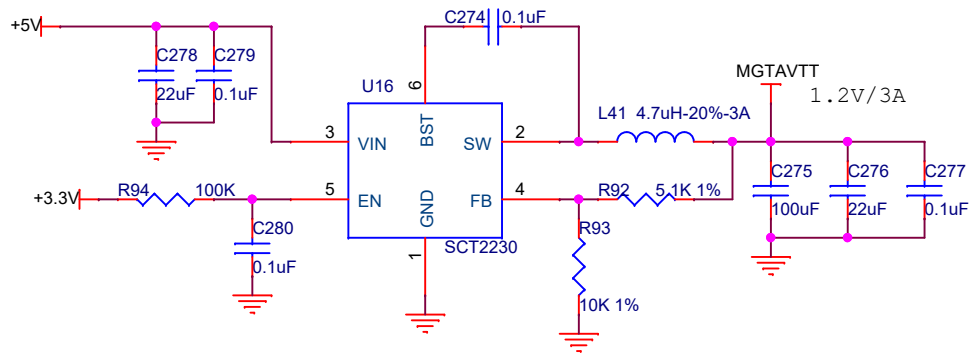 C274 0.1uF
+5V
C278 C279
22uF 0.1uF
U16
6
MGTAVTT
1.2V/3A
L41 4.7uH-20%-3A
3 VIN BST SW 2
C275 C276 C277
+3.3V R94 100K 5 EN GND FB 4 R92 5.1K 1%
100uF 22uF 0.1uF
C280 R93
SCT2230
1
0.1uF
10K 1%